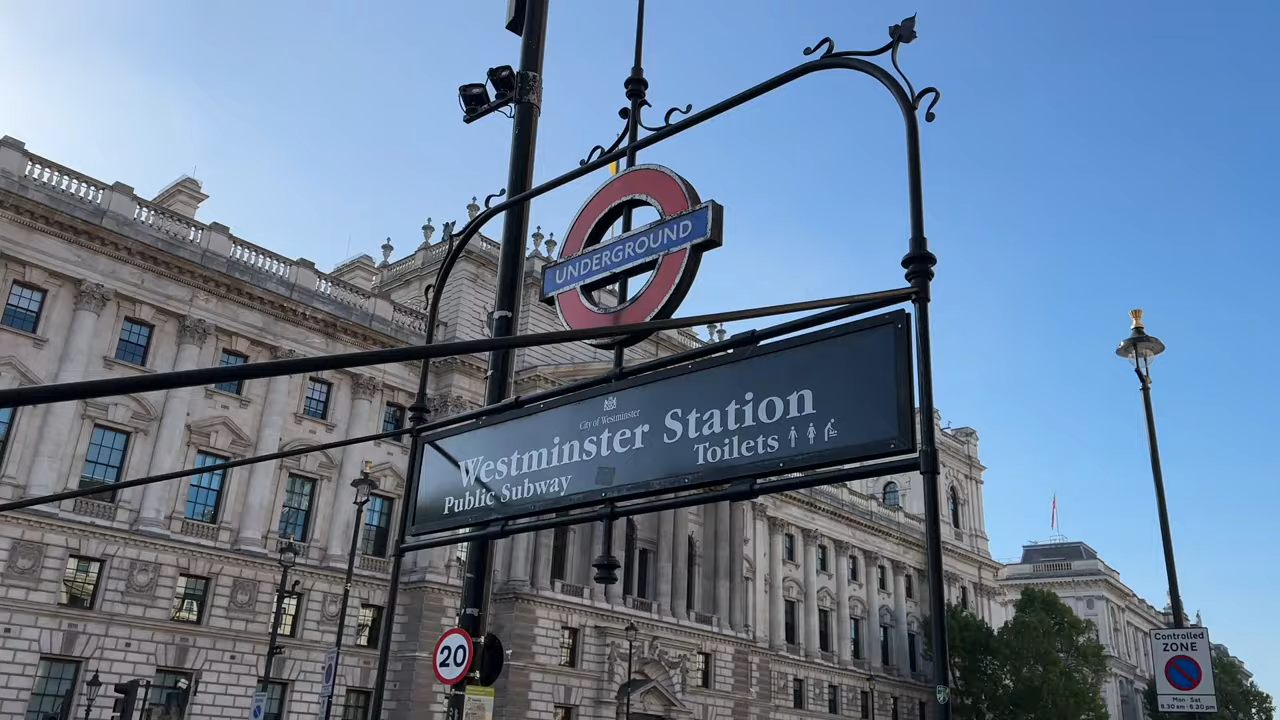 UNDERGROUND
City of Westminster
Westminster Station
Public Subway
Toilets
20
Controlled
ZONE
Mon - Sat
8.30 am - 6.30 pm